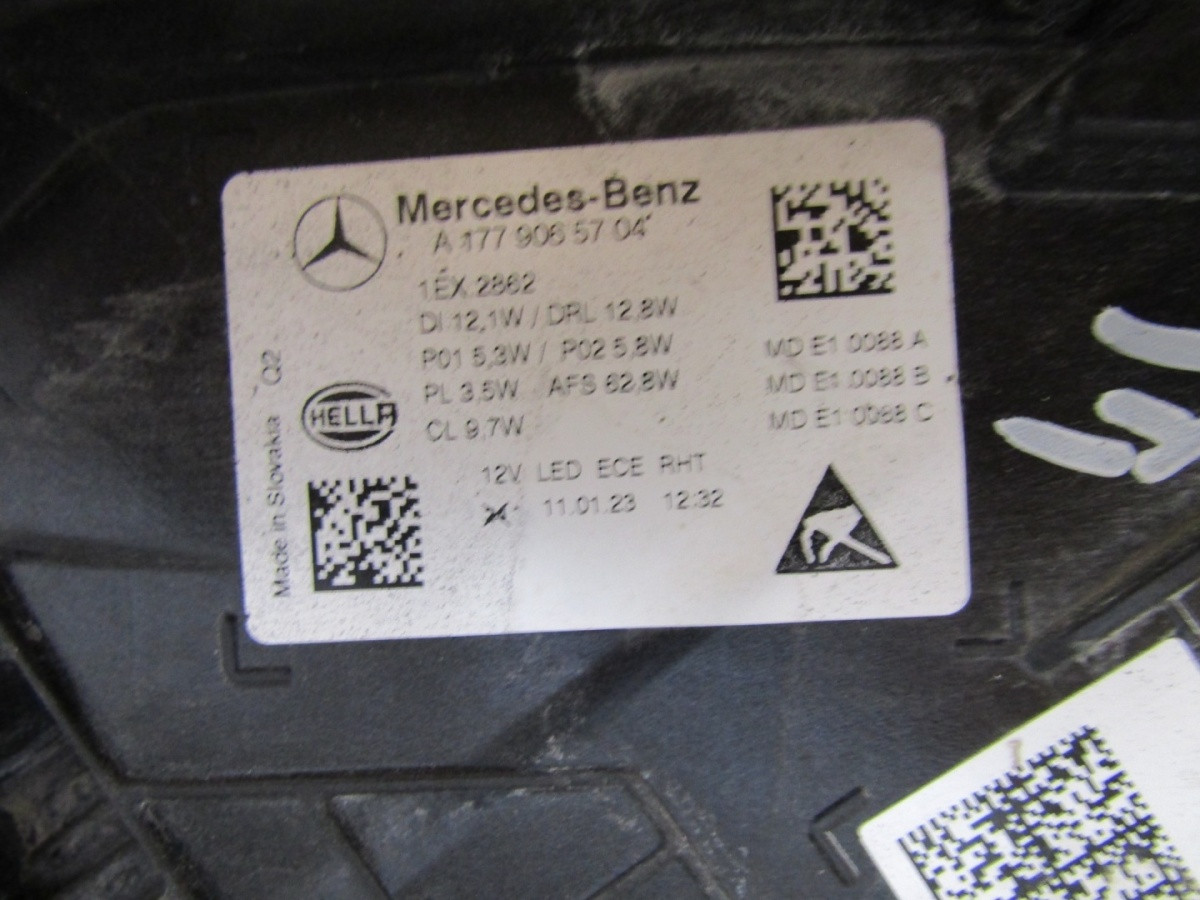 Mercedes-Benz
A 177 906 57 04
1EX 2862
DI 12,1W / DRL 12,8W
P01 5,3W / P02 5,8W
PL 3,5W AFS 62,8W
CL 9,7W
MD E1 0088 A
MD E1 0088 B
MD E1 0088 C
12V LED ECE RHT
11.01.23 12:32
HELLA
Made in Slovakia Q2